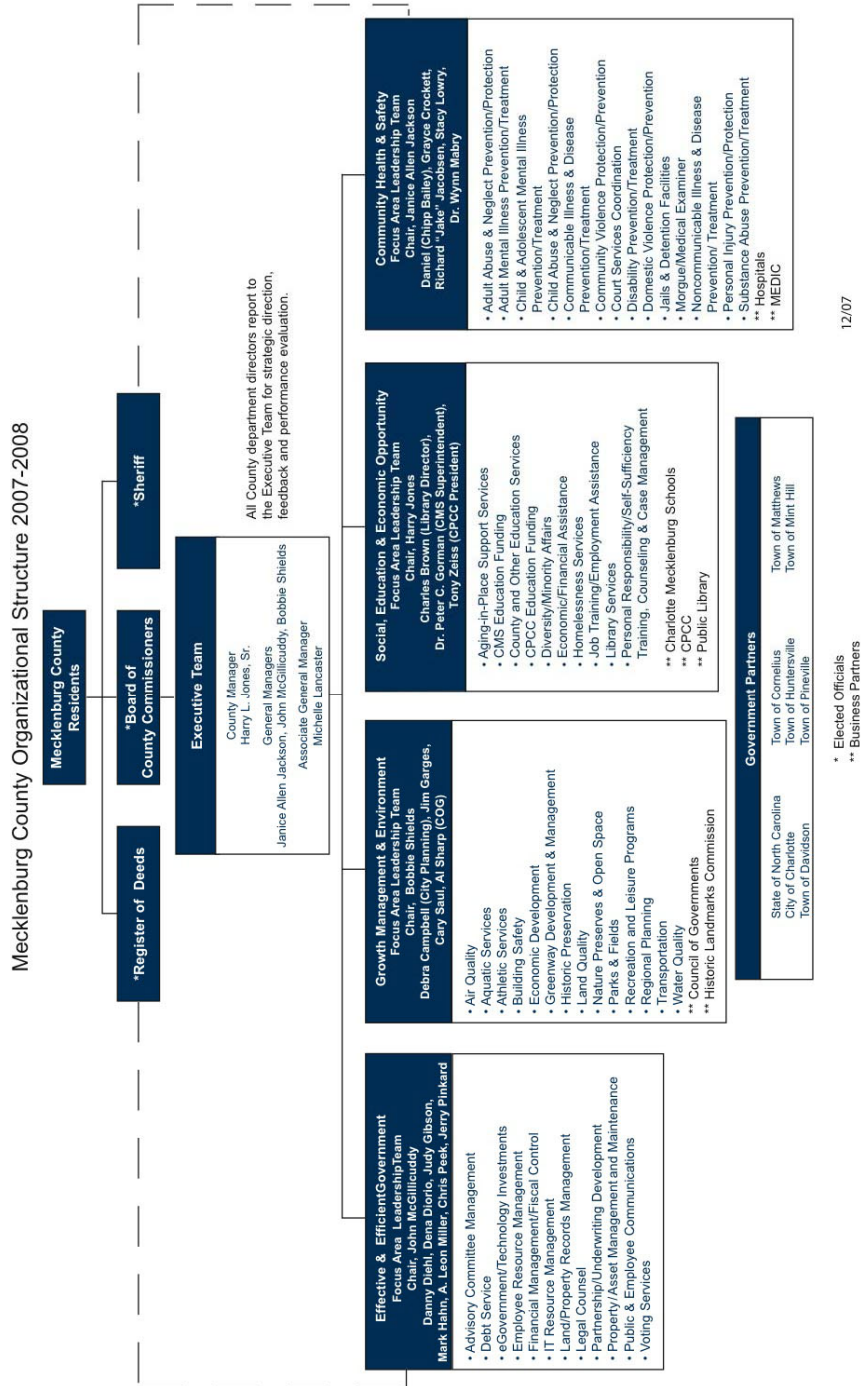 Mecklenburg County Organizational Structure 2007-2008
Mecklenburg County
Residents
*Register of Deeds
*Board of
County Commissioners
*Sheriff
Executive Team
County Manager
Harry L. Jones, Sr.
General Managers
Janice Allen Jackson, John McGillicuddy, Bobbie Shields
Associate General Manager
Michelle Lancaster
All County department directors report to
the Executive Team for strategic direction,
feedback and performance evaluation.
Effective & EfficientGovernment
Focus Area LeadershipTeam
Chair, John McGillicuddy
Danny Diehl, Dena Diorio, Judy Gibson,
Mark Hahn, A. Leon Miller, Chris Peek, Jerry Pinkard
• Advisory Committee Management
• Debt Service
• eGovernment/Technology Investments
• Employee Resource Management
• Financial Management/Fiscal Control
• IT Resource Management
• Land/Property Records Management
• Legal Counsel
• Partnership/Underwriting Development
• Property/Asset Management and Maintenance
• Public & Employee Communications
• Voting Services
Growth Management & Environment
Focus Area Leadership Team
Chair, Bobbie Shields
Debra Campbell (City Planning), Jim Garges,
Cary Saul, Al Sharp (COG)
• Air Quality
• Aquatic Services
• Athletic Services
• Building Safety
• Economic Development
• Greenway Development & Management
• Historic Preservation
• Land Quality
• Nature Preserves & Open Space
• Parks & Fields
• Recreation and Leisure Programs
• Regional Planning
• Transportation
• Water Quality
** Council of Governments
** Historic Landmarks Commission
Social, Education & Economic Opportunity
Focus Area Leadership Team
Chair, Harry Jones
Charles Brown (Library Director),
Dr. Peter C. Gorman (CMS Superintendent),
Tony Zeiss (CPCC President)
• Aging-in-Place Support Services
• CMS Education Funding
• County and Other Education Services
• CPCC Education Funding
• Diversity/Minority Affairs
• Economic/Financial Assistance
• Homelessness Services
• Job Training/Employment Assistance
• Library Services
• Personal Responsibility/Self-Sufficiency
Training, Counseling & Case Management
** Charlotte Mecklenburg Schools
** CPCC
** Public Library
Community Health & Safety
Focus Area Leadership Team
Chair, Janice Allen Jackson
Daniel (Chipp Bailey), Grayce Crockett,
Richard "Jake" Jacobsen, Stacy Lowry,
Dr. Wynn Mabry
• Adult Abuse & Neglect Prevention/Protection
• Adult Mental Illness Prevention/Treatment
• Child & Adolescent Mental Illness
Prevention/Treatment
• Child Abuse & Neglect Prevention/Protection
• Communicable Illness & Disease
Prevention/Treatment
• Community Violence Protection/Prevention
• Court Services Coordination
• Disability Prevention/Treatment
• Domestic Violence Protection/Prevention
• Jails & Detention Facilities
• Morgue/Medical Examiner
• Noncommunicable Illness & Disease
Prevention/ Treatment
• Personal Injury Prevention/Protection
• Substance Abuse Prevention/Treatment
** Hospitals
** MEDIC
Government Partners
State of North Carolina
City of Charlotte
Town of Davidson
Town of Cornelius
Town of Huntersville
Town of Pineville
Town of Matthews
Town of Mint Hill
* Elected Officials
** Business Partners
12/07